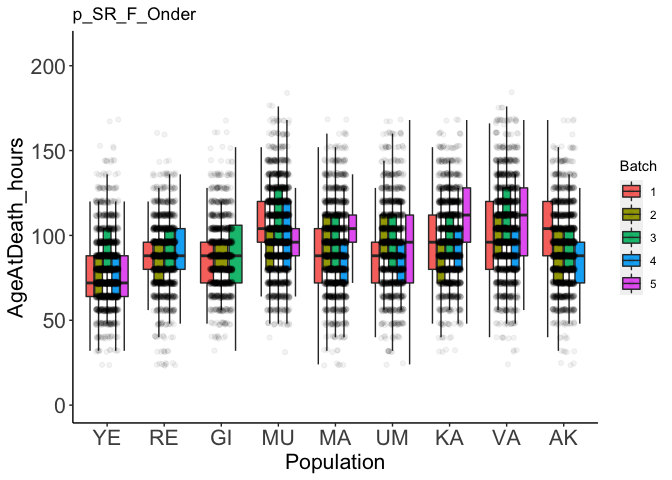 p_SR_F_Onder
AgeAtDeath_hours
200
150
100
50
0
YE RE GI MU MA UM KA VA AK
Population
Batch
1
2
3
4
5